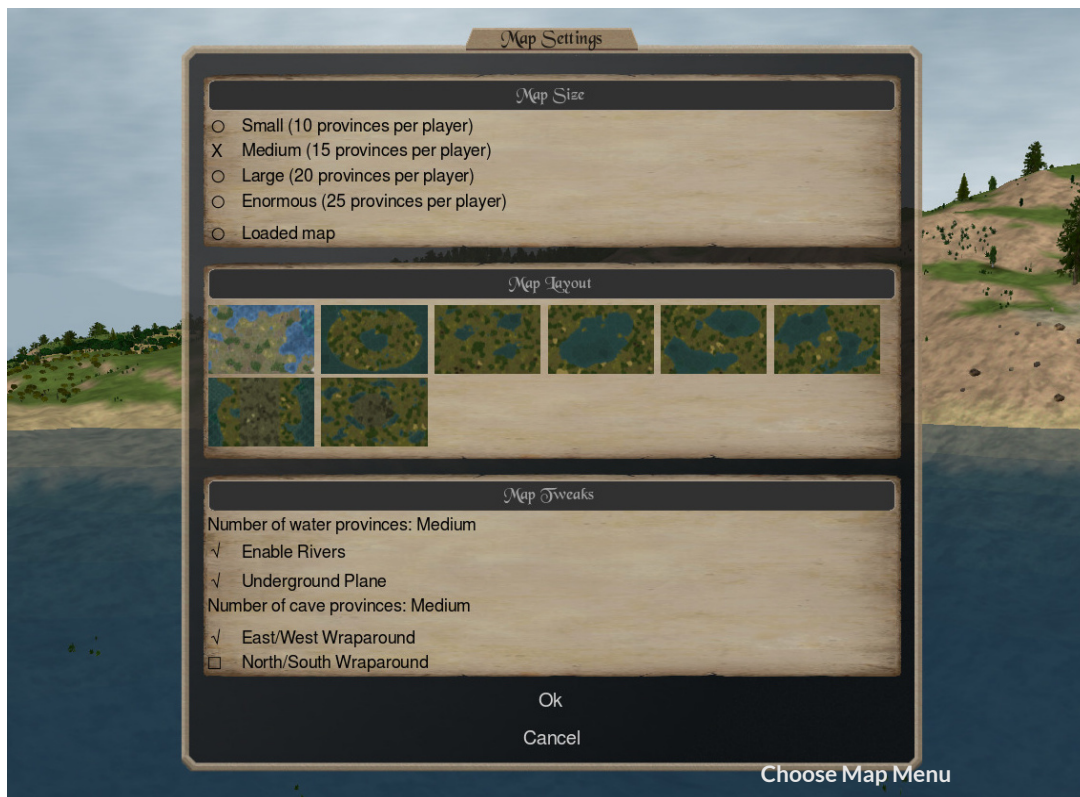 Map Settings
Map Size
Small (10 provinces per player)
X Medium (15 provinces per player)
Large (20 provinces per player)
Enormous (25 provinces per player)
Loaded map
Map Layout
Map Tweaks
Number of water provinces: Medium
√ Enable Rivers
√ Underground Plane
Number of cave provinces: Medium
√ East/West Wraparound
North/South Wraparound
Ok
Cancel
Choose Map Menu